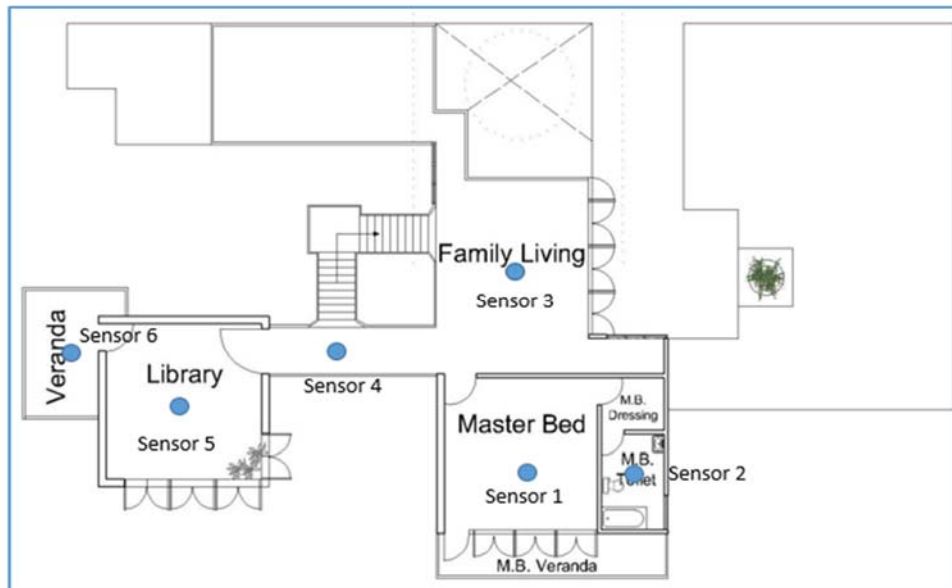 Family Living
Sensor 3
Veranda
Sensor 6
Library
Sensor 4
Sensor 5
M.B.
Dressing
Master Bed
M.B.
Toilet
Sensor 1
Sensor 2
M.B. Veranda